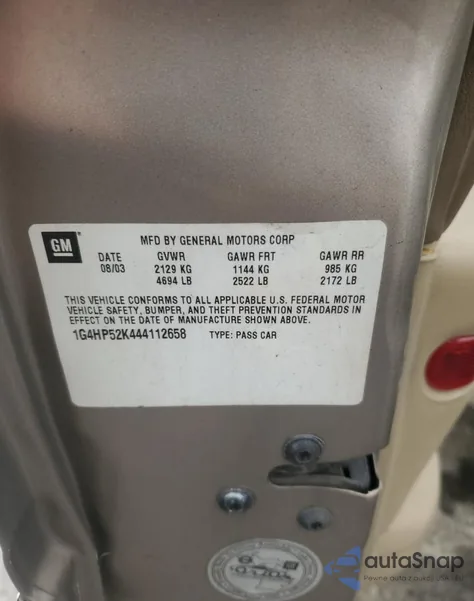 GM
MFD BY GENERAL MOTORS CORP
DATE GVWR GAWR FRT GAWR RR
08/03 2129 KG 1144 KG 985 KG
4694 LB 2522 LB 2172 LB
THIS VEHICLE CONFORMS TO ALL APPLICABLE U.S. FEDERAL MOTOR
VEHICLE SAFETY, BUMPER, AND THEFT PREVENTION STANDARDS IN
EFFECT ON THE DATE OF MANUFACTURE SHOWN ABOVE.
1G4HP52K444112658 TYPE: PASS CAR
autaSnap
Pewne auta z